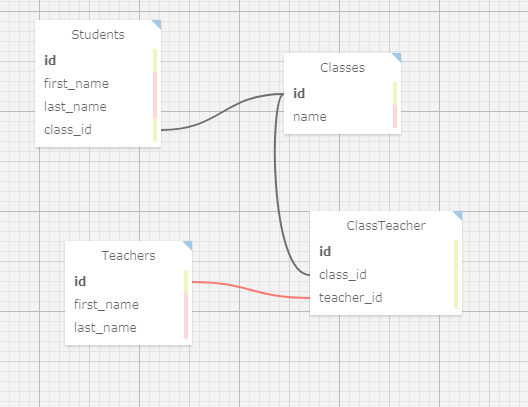 Students
id
first_name
last_name
class_id
Classes
id
name
ClassTeacher
id
class_id
teacher_id
Teachers
id
first_name
last_name